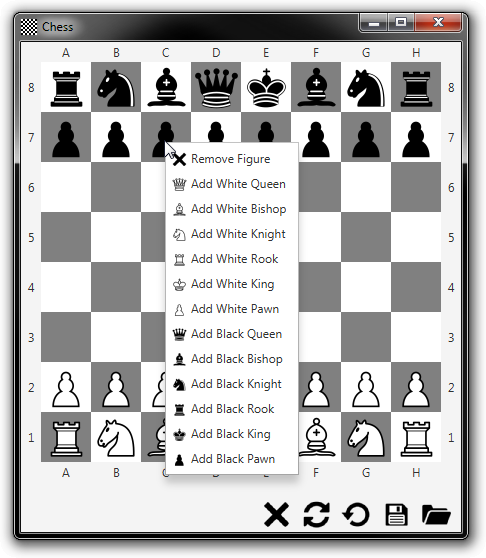 Chess
A B C D E F G H
8 8
7 7
Remove Figure
Add White Queen
6 6
Add White Bishop
Add White Knight
5 5
Add White Rook
Add White King
4 4
Add White Pawn
Add Black Queen
3 3
Add Black Bishop
Add Black Knight
2 2
Add Black Rook
Add Black King
1 1
Add Black Pawn
A B C D E F G H